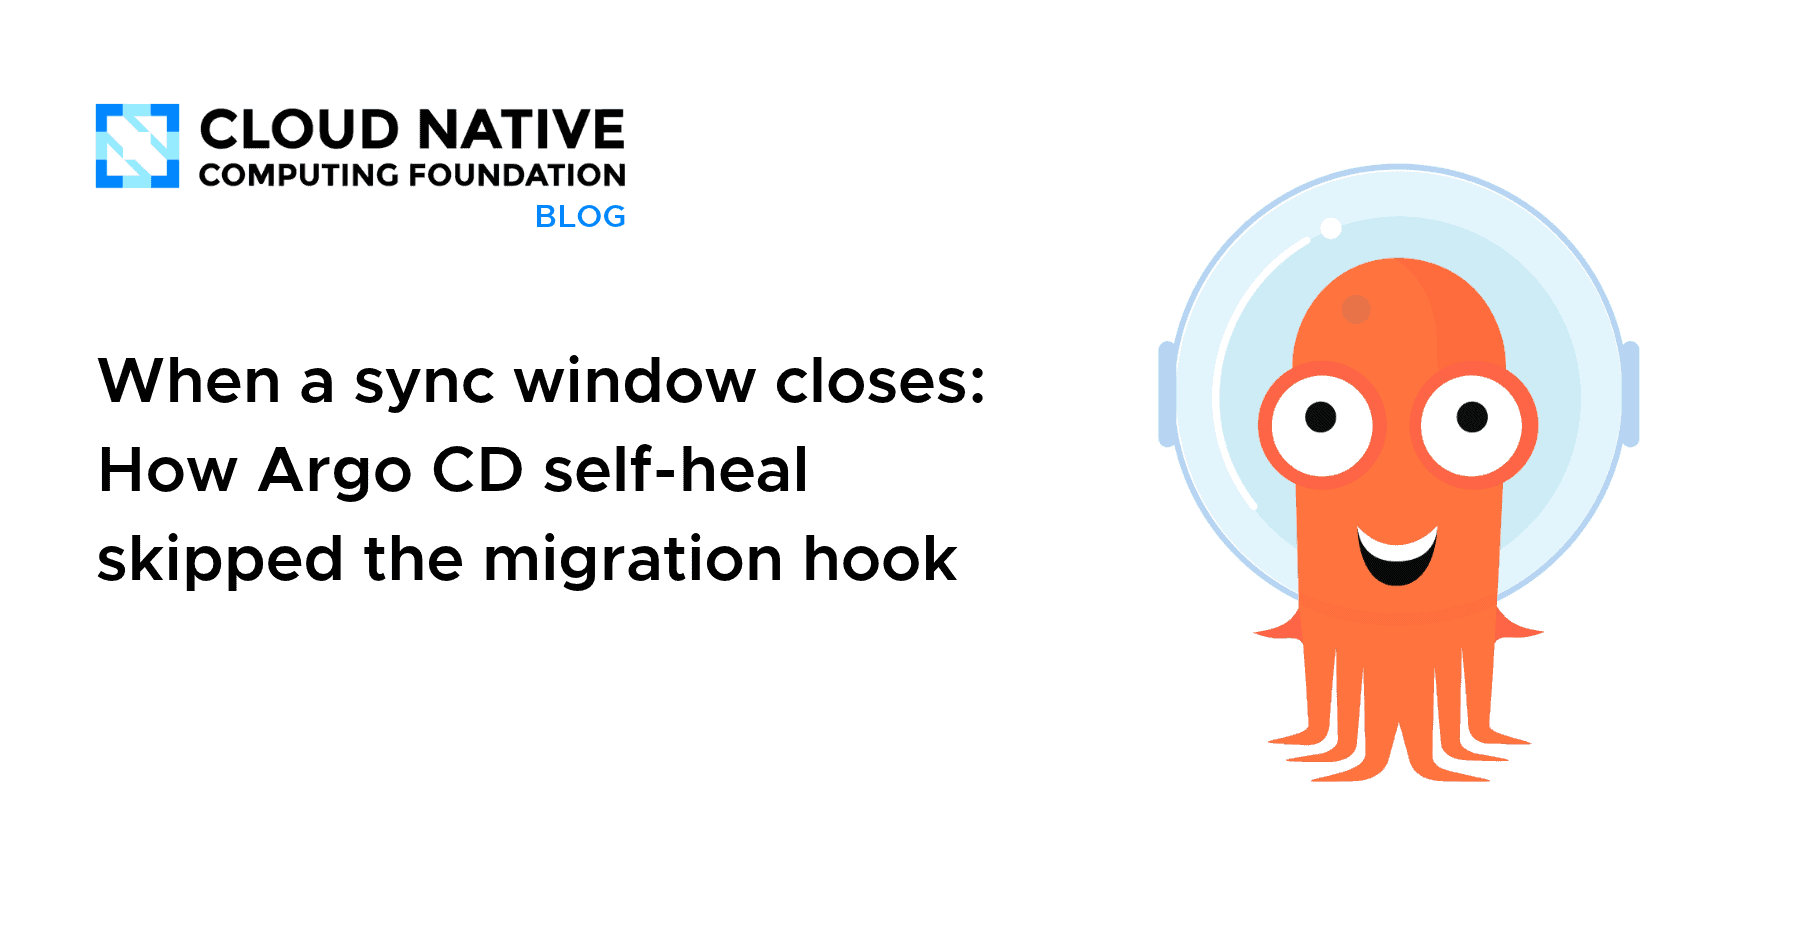 CLOUD NATIVE
COMPUTING FOUNDATION
BLOG
When a sync window closes:
How Argo CD self-heal
skipped the migration hook